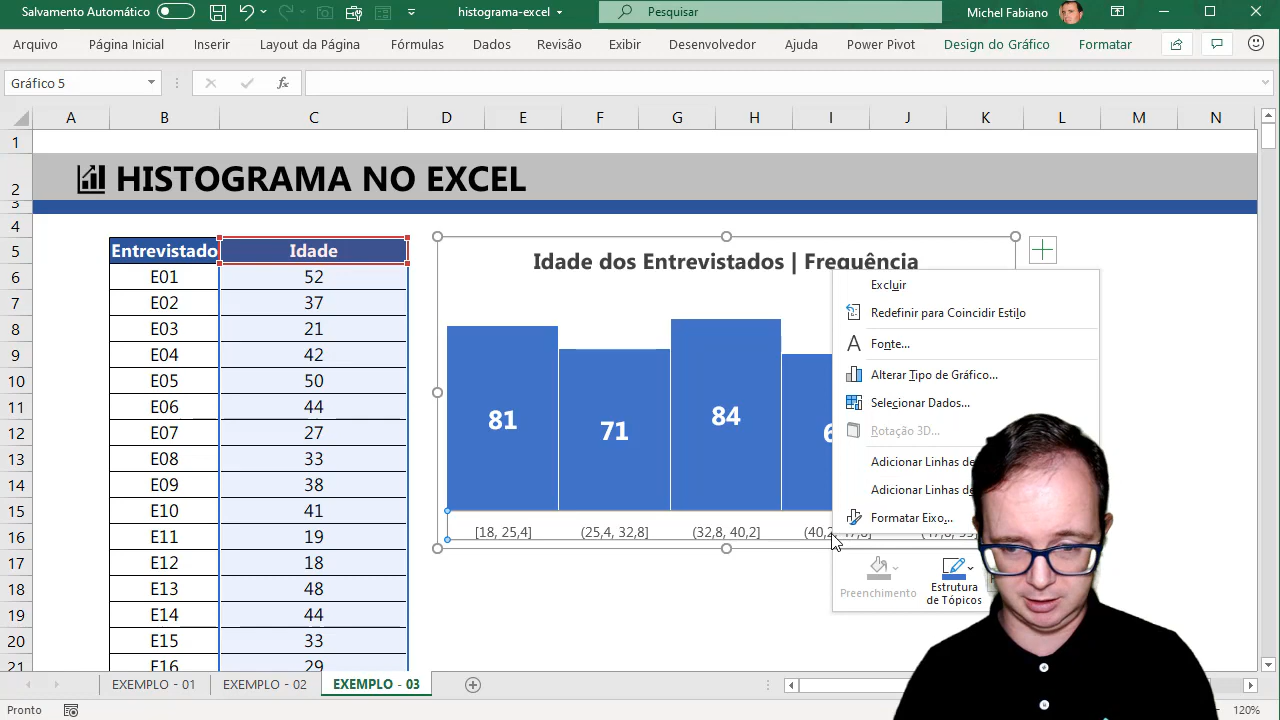 Salvamento Automático
histograma-excel
Pesquisar
Michel Fabiano
Arquivo
Página Inicial
Inserir
Layout da Página
Fórmulas
Dados
Revisão
Exibir
Desenvolvedor
Ajuda
Power Pivot
Design do Gráfico
Formatar
Gráfico 5
fx
A B C D E F G H I J K L M N
1
2 HISTOGRAMA NO EXCEL
3
4
5 Entrevistado Idade
6 E01 52
7 E02 37
8 E03 21
9 E04 42
10 E05 50
11 E06 44
12 E07 27
13 E08 33
14 E09 38
15 E10 41
16 E11 19
17 E12 18
18 E13 48
19 E14 44
20 E15 33
21 E16 29
Idade dos Entrevistados | Frequência
81
71
84
[18, 25,4]
(25,4, 32,8]
(32,8, 40,2]
Excluir
Redefinir para Coincidir Estilo
Fonte...
Alterar Tipo de Gráfico...
Selecionar Dados...
Rotação 3D...
Adicionar Linhas de
Adicionar Linhas de
Formatar Eixo...
Preenchimento
Estrutura
de Tópicos
EXEMPLO - 01
EXEMPLO - 02
EXEMPLO - 03
Pronto
120%